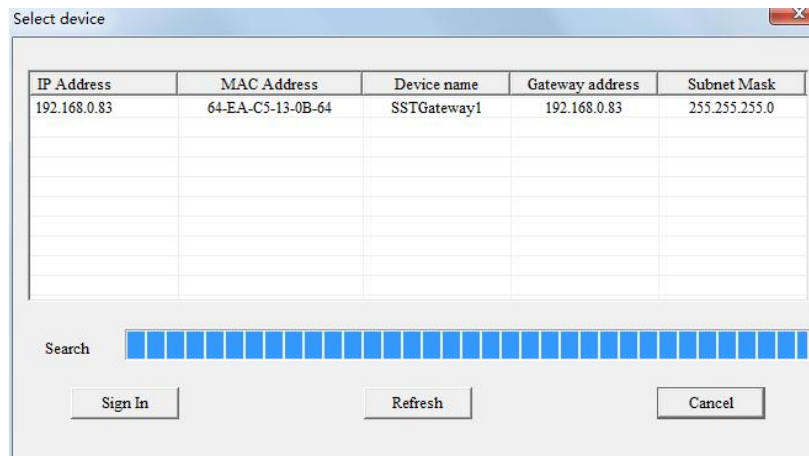 Select device
IP Address MAC Address Device name Gateway address Subnet Mask
192.168.0.83 64-EA-C5-13-0B-64 SSTGateway1 192.168.0.83 255.255.255.0
Search
Sign In Refresh Cancel